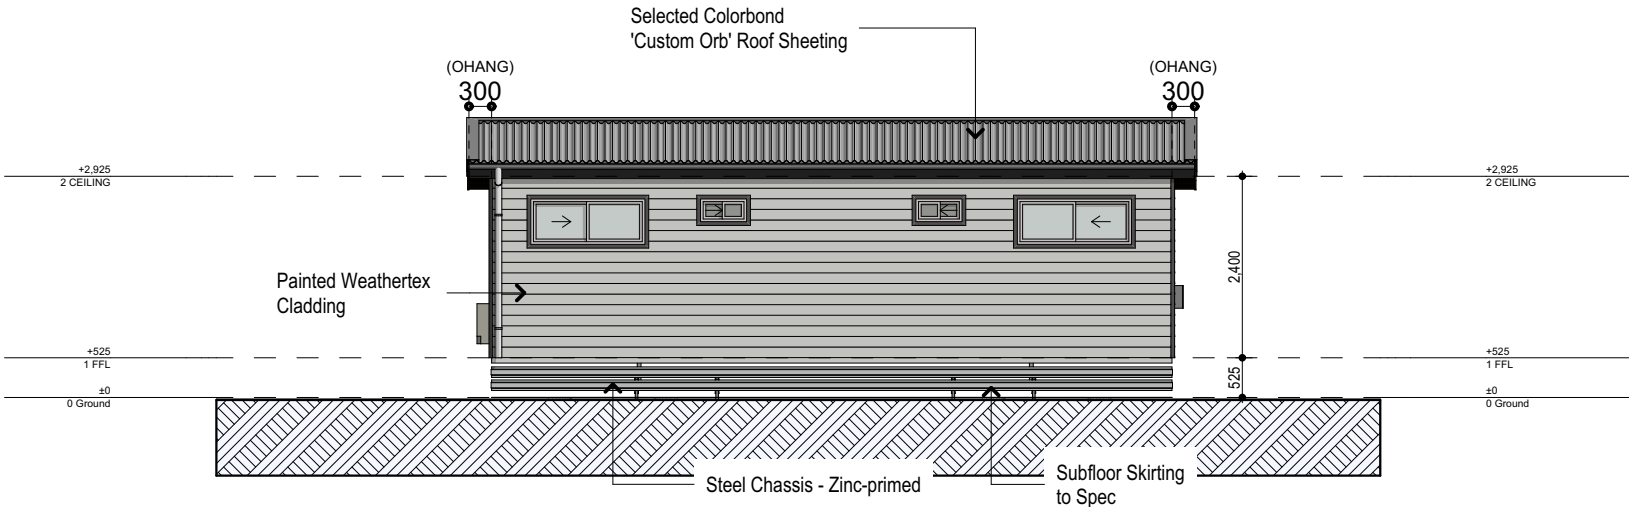 Selected Colorbond
'Custom Orb' Roof Sheeting
(OHANG)
300
(OHANG)
300
+2,925
2 CEILING
+2,925
2 CEILING
2,400
Painted Weathertex
Cladding
+525
1 FFL
+525
1 FFL
525
±0
0 Ground
±0
0 Ground
Steel Chassis - Zinc-primed
Subfloor Skirting
to Spec